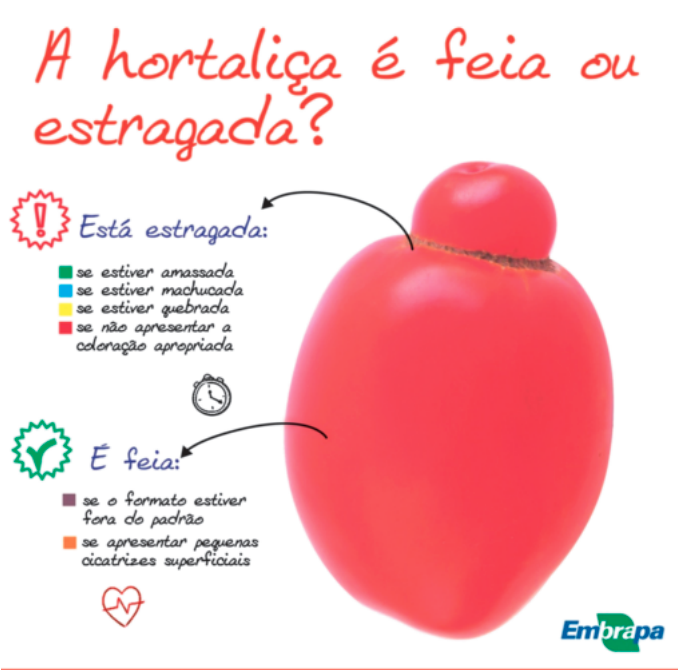 A hortaliça é feia ou
estragada?
Está estragada:
se estiver amassada
se estiver machucada
se estiver quebrada
se não apresentar a
coloração apropriada
É feia:
se o formato estiver
fora do padrão
se apresentar pequenas
cicatrizes superficiais
Embrapa